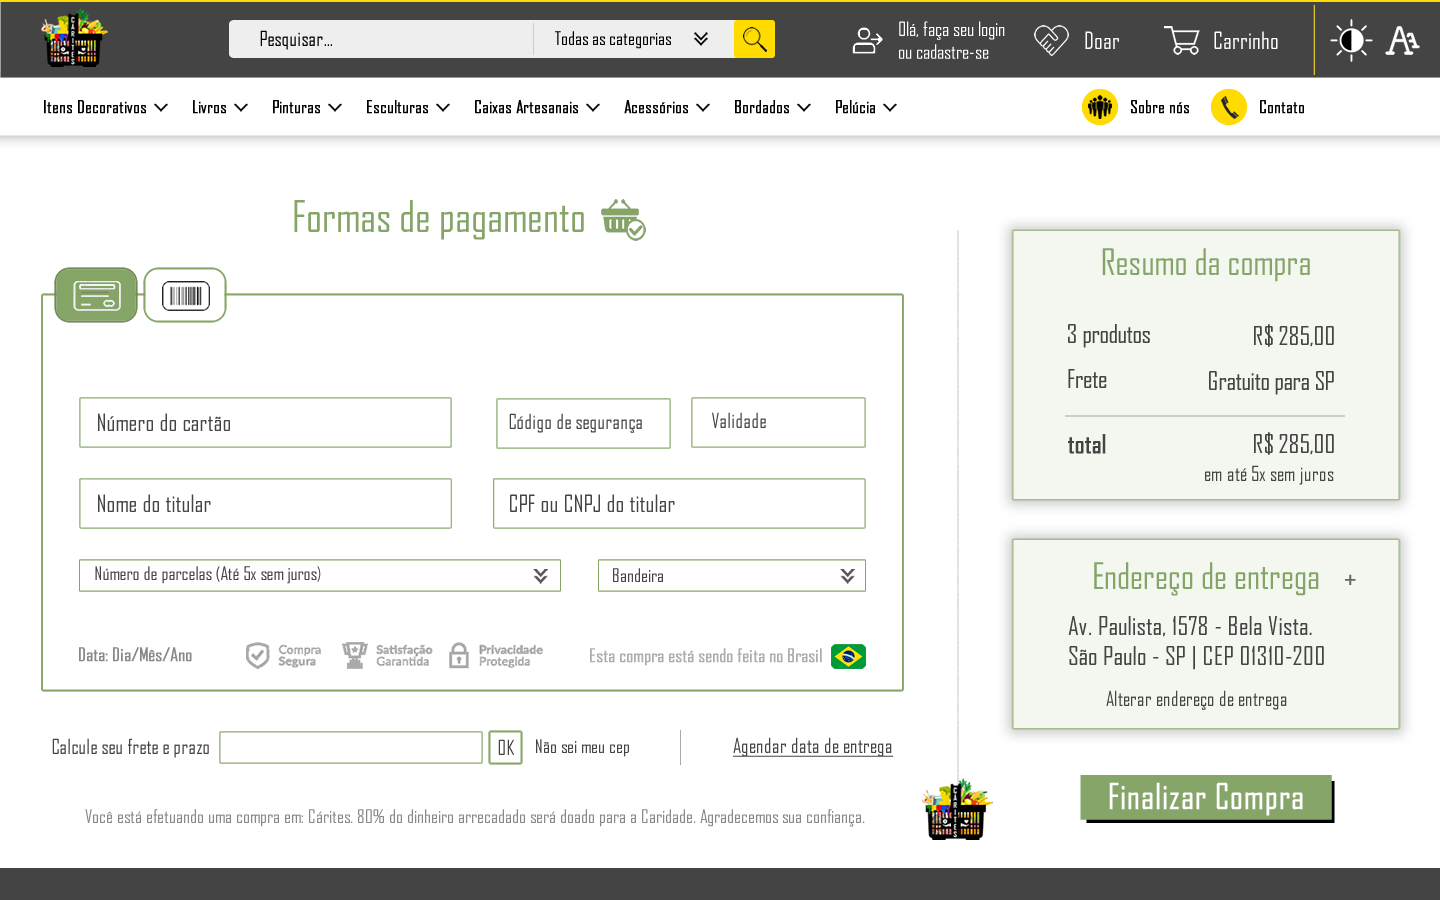 CÁRITES
Pesquisar...
Todas as categorias
Olá, faça seu login
ou cadastre-se
Doar
Carrinho
Aa
Itens Decorativos
Livros
Pinturas
Esculturas
Caixas Artesanais
Acessórios
Bordados
Pelúcia
Sobre nós
Contato
Formas de pagamento
Número do cartão
Código de segurança
Validade
Nome do titular
CPF ou CNPJ do titular
Número de parcelas (Até 5x sem juros)
Bandeira
Data: Dia/Mês/Ano
Compra
Segura
Satisfação
Garantida
Privacidade
Protegida
Esta compra está sendo feita no Brasil
Calcule seu frete e prazo
OK
Não sei meu cep
Agendar data de entrega
Você está efetuando uma compra em: Cárites. 80% do dinheiro arrecadado será doado para a Caridade. Agradecemos sua confiança.
CÁRITES
Resumo da compra
3 produtos R$ 285,00
Frete Gratuito para SP
total R$ 285,00
em até 5x sem juros
Endereço de entrega +
Av. Paulista, 1578 - Bela Vista.
São Paulo - SP | CEP 01310-200
Alterar endereço de entrega
Finalizar Compra